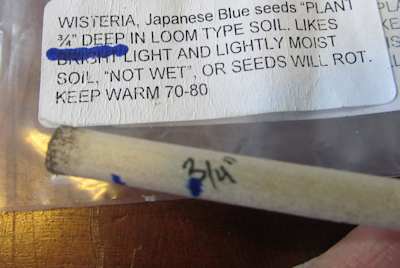 WISTERIA, Japanese Blue seeds "PLANT
¾" DEEP IN LOOM TYPE SOIL. LIKES
BRIGHT LIGHT AND LIGHTLY MOIST
SOIL, "NOT WET", OR SEEDS WILL ROT.
KEEP WARM 70-80
3/4"